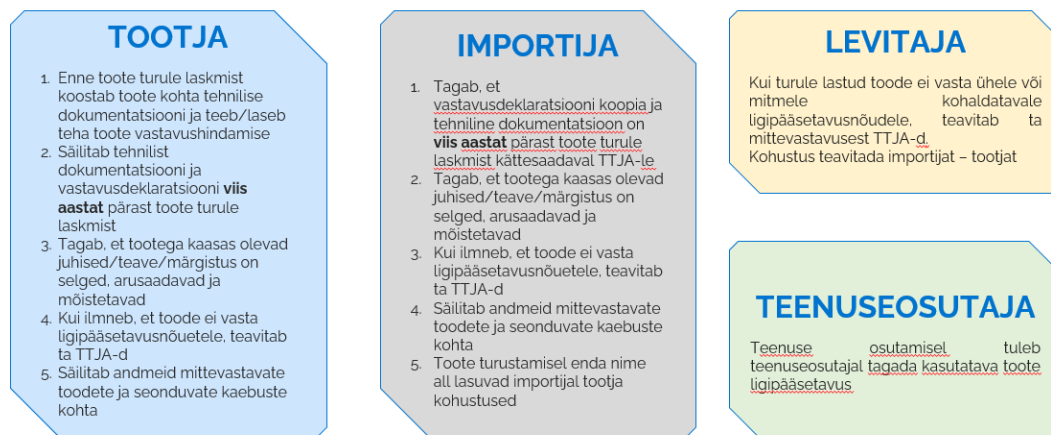 TOOTJA
1. Enne toote turule laskmist
koostab toote kohta tehnilise
dokumentatsiooni ja teeb/laseb
teha toote vastavushindamise
2. Säilitab tehnilist
dokumentatsiooni ja
vastavusdeklaratsiooni viis
aastat pärast toote turule
laskmist
3. Tagab, et tootega kaasas olevad
juhised/teave/märgistus on
selged, arusaadavad ja
mõistetavad
4. Kui ilmneb, et toode ei vasta
ligipääsetavusnõuetele, teavitab
ta TTJA-d
5. Säilitab andmeid mittevastavate
toodete ja seonduvate kaebuste
kohta
IMPORTIJA
1. Tagab, et
vastavusdeklaratsiooni koopia ja
tehniline dokumentatsioon on
viis aastat pärast toote turule
laskmist kättesaadaval TTJA-le
2. Tagab, et tootega kaasas olevad
juhised/teave/märgistus on
selged, arusaadavad ja
mõistetavad
3. Kui ilmneb, et toode ei vasta
ligipääsetavusnõuetele, teavitab
ta TTJA-d
4. Säilitab andmeid mittevastavate
toodete ja seonduvate kaebuste
kohta
5. Toote turustamisel enda nime
all lasuvad importijal tootja
kohustused
LEVITAJA
Kui turule lastud toode ei vasta ühele või
mitmele kohaldatavale
ligipääsetavusnõudele, teavitab ta
mittevastavusest TTJA-d.
Kohustus teavitada importijat – tootjat
TEENUSEOSUTAJA
Teenuse osutamisel tuleb
teenuseosutajal tagada kasutatava toote
ligipääsetavus